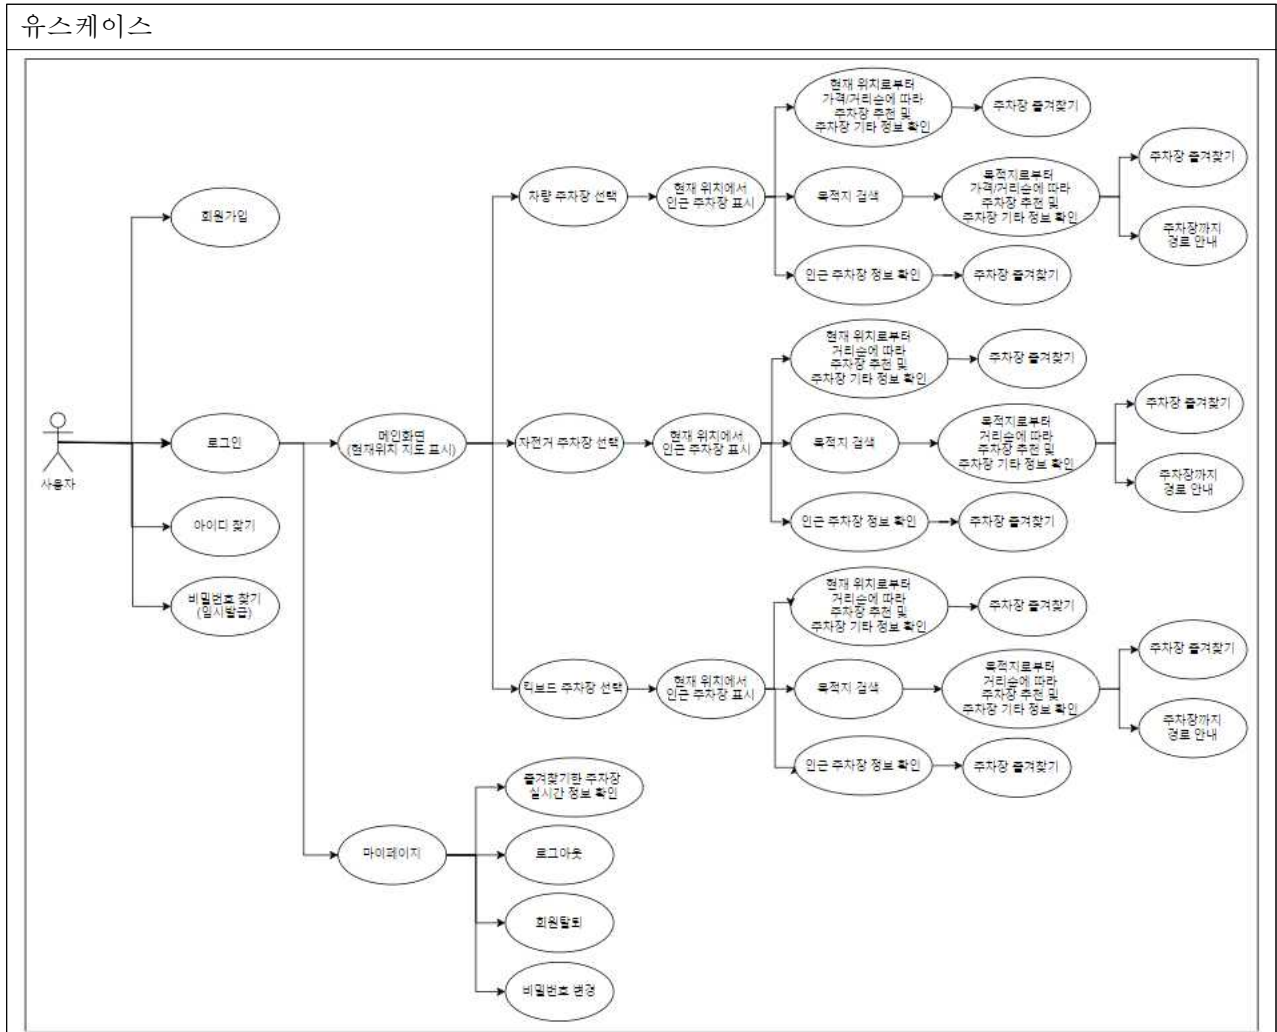 유스케이스
현재 위치로부터
가격/거리순에 따라
주차장 추천 및
주차장 기타 정보 확인
주차장 즐겨찾기
차량 주차장 선택
현재 위치에서
인근 주차장 표시
목적지 검색
목적지로부터
가격/거리순에 따라
주차장 추천 및
주차장 기타 정보 확인
주차장 즐겨찾기
주차장까지
경로 안내
인근 주차장 정보 확인
주차장 즐겨찾기
회원가입
현재 위치로부터
거리순에 따라
주차장 추천 및
주차장 기타 정보 확인
주차장 즐겨찾기
사용자
로그인
메인화면
(현재위치 지도 표시)
자전거 주차장 선택
현재 위치에서
인근 주차장 표시
목적지 검색
목적지로부터
거리순에 따라
주차장 추천 및
주차장 기타 정보 확인
주차장 즐겨찾기
주차장까지
경로 안내
인근 주차장 정보 확인
주차장 즐겨찾기
아이디 찾기
비밀번호 찾기
(임시발급)
현재 위치로부터
거리순에 따라
주차장 추천 및
주차장 기타 정보 확인
주차장 즐겨찾기
킥보드 주차장 선택
현재 위치에서
인근 주차장 표시
목적지 검색
목적지로부터
거리순에 따라
주차장 추천 및
주차장 기타 정보 확인
주차장 즐겨찾기
주차장까지
경로 안내
인근 주차장 정보 확인
주차장 즐겨찾기
마이페이지
즐겨찾기한 주차장
실시간 정보 확인
로그아웃
회원탈퇴
비밀번호 변경